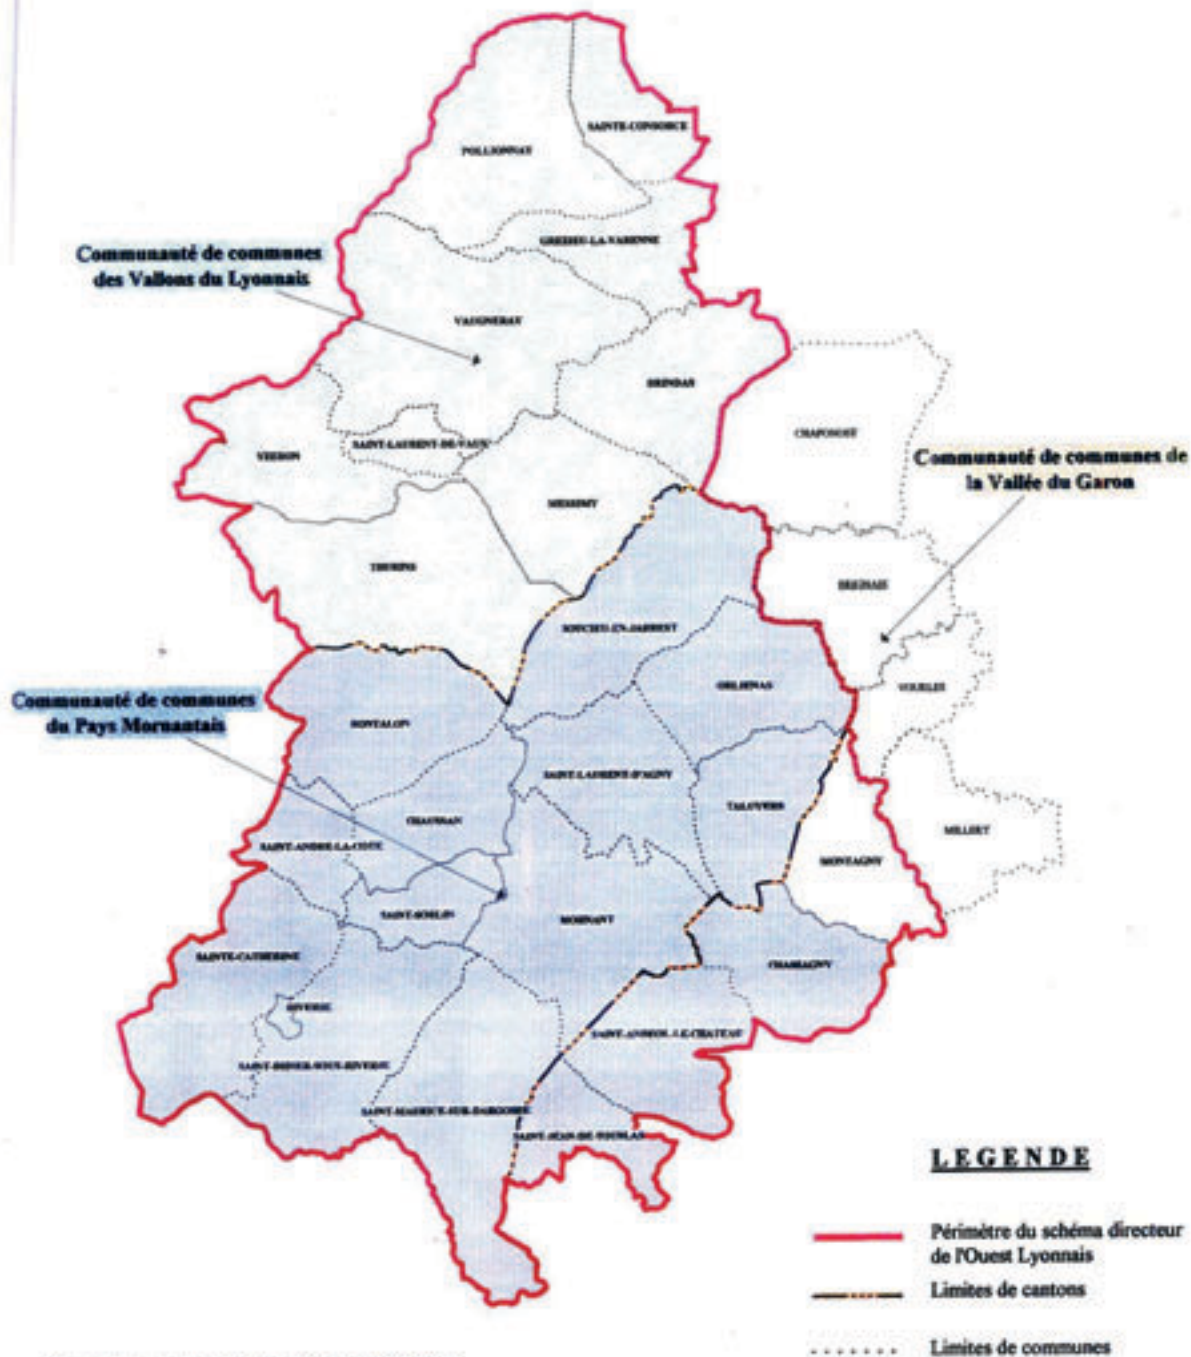 SAINTE-CONSORCE
POLLIONNAY
GREZIEU-LA-VARENNE
Communauté de communes
des Vallons du Lyonnais
VAUGNERAY
BRINDAS
CHAPONOST
SAINT-LAURENT-DE-VAUX
YZERON
Communauté de communes de
la Vallée du Garon
MESSIMY
THURINS
BRIGNAIS
SOUCIEU-EN-JARREST
ORLIENAS
VOURLES
Communauté de communes
du Pays Mornantais
RONTALON
SAINT-LAURENT-D'AGNY
TALUYERS
CHAUSSAN
MILLERY
SAINT-ANDRE-LA-COTE
MONTAGNY
SAINT-SORLIN
MORNANT
SAINTE-CATHERINE
CHASSAGNY
RIVERIE
SAINT-ANDEOL-LE-CHATEAU
SAINT-DIDIER-SOUS-RIVERIE
SAINT-MAURICE-SUR-DARGOIRE
SAINT-JEAN-DE-TOUSLAS
LEGENDE
Périmètre du schéma directeur
de l'Ouest Lyonnais
Limites de cantons
Limites de communes